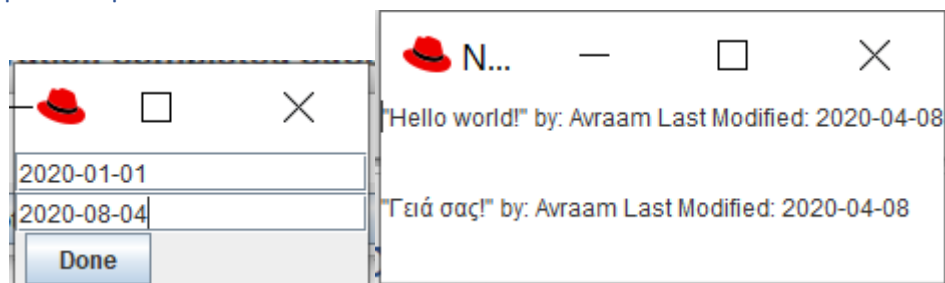 2020-01-01
2020-08-04
Done
N...
"Hello world!" by: Avraam Last Modified: 2020-04-08
"Γειά σας!" by: Avraam Last Modified: 2020-04-08